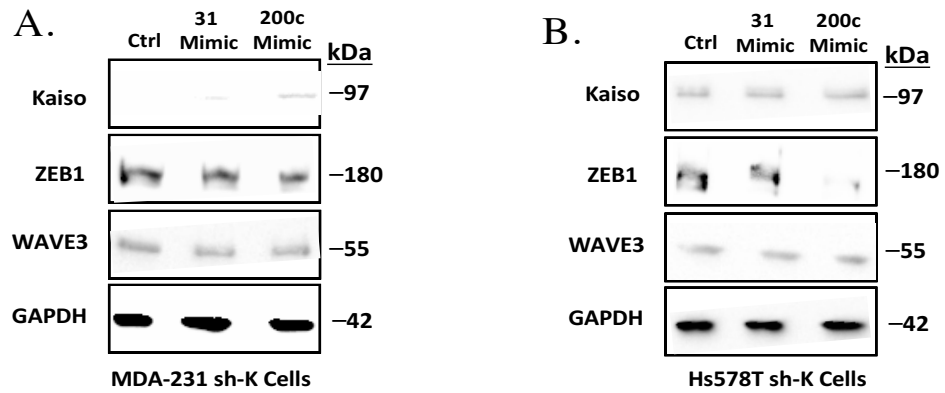 A.
Ctrl 31 Mimic 200c Mimic kDa
Kaiso –97
ZEB1 –180
WAVE3 –55
GAPDH –42
MDA-231 sh-K Cells
B.
Ctrl 31 Mimic 200c Mimic kDa
Kaiso –97
ZEB1 –180
WAVE3 –55
GAPDH –42
Hs578T sh-K Cells